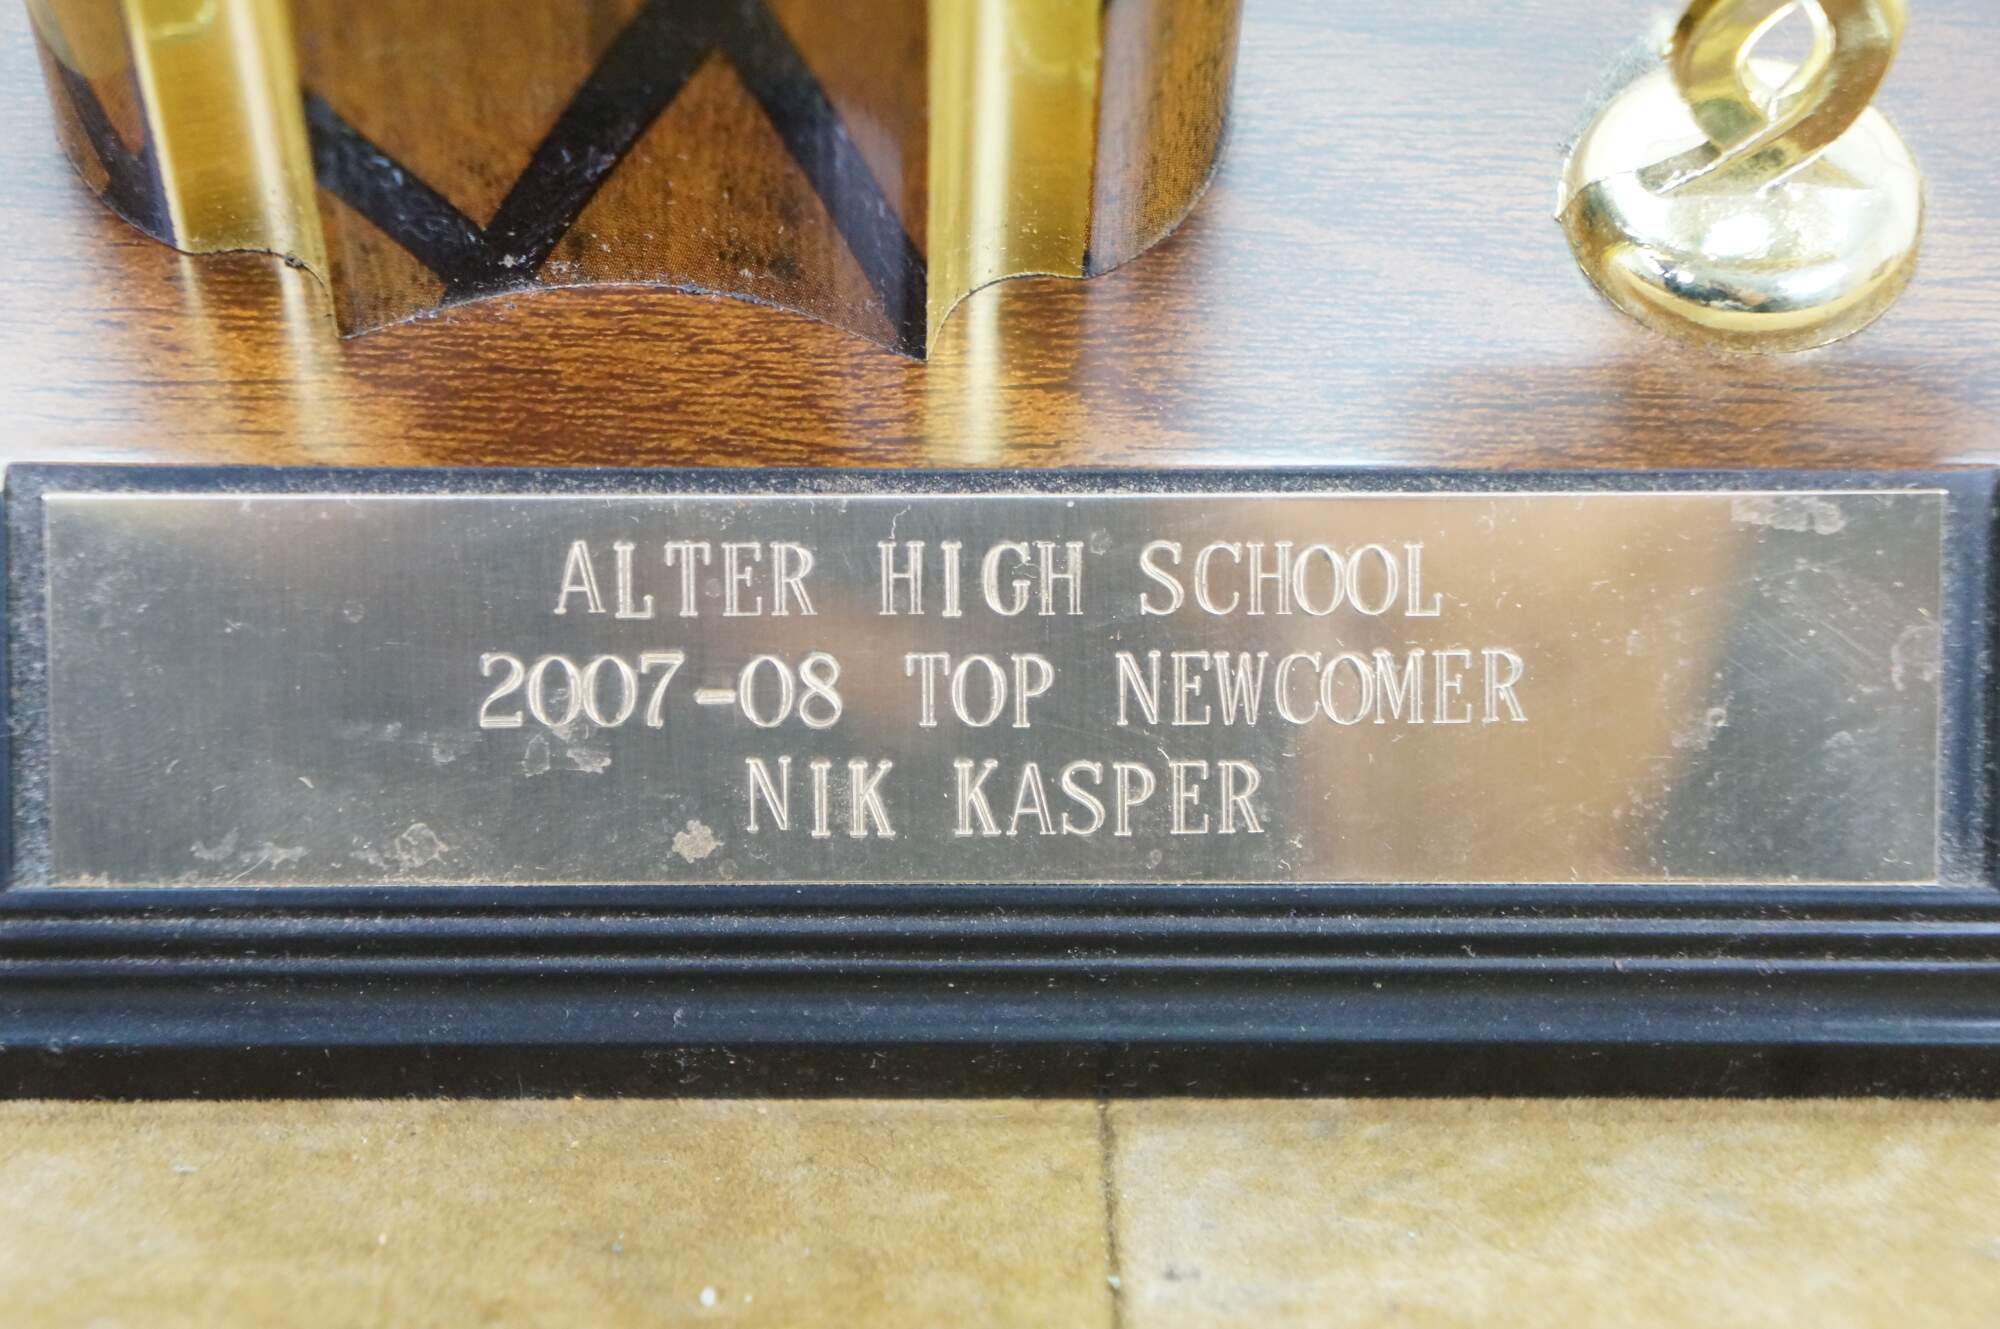 ALTER HIGH SCHOOL
2007-08 TOP NEWCOMER
NIK KASPER